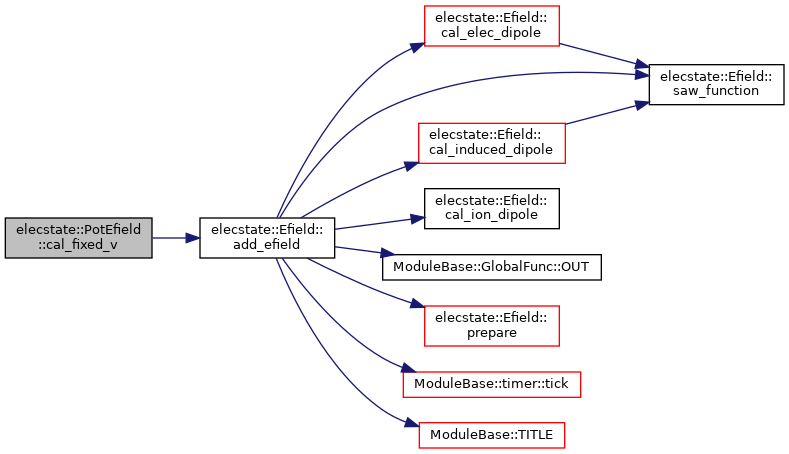 elecstate::PotEfield
::cal_fixed_v
elecstate::Efield::
add_efield
elecstate::Efield::
cal_elec_dipole
elecstate::Efield::
saw_function
elecstate::Efield::
cal_induced_dipole
elecstate::Efield::
cal_ion_dipole
ModuleBase::GlobalFunc::OUT
elecstate::Efield::
prepare
ModuleBase::timer::tick
ModuleBase::TITLE